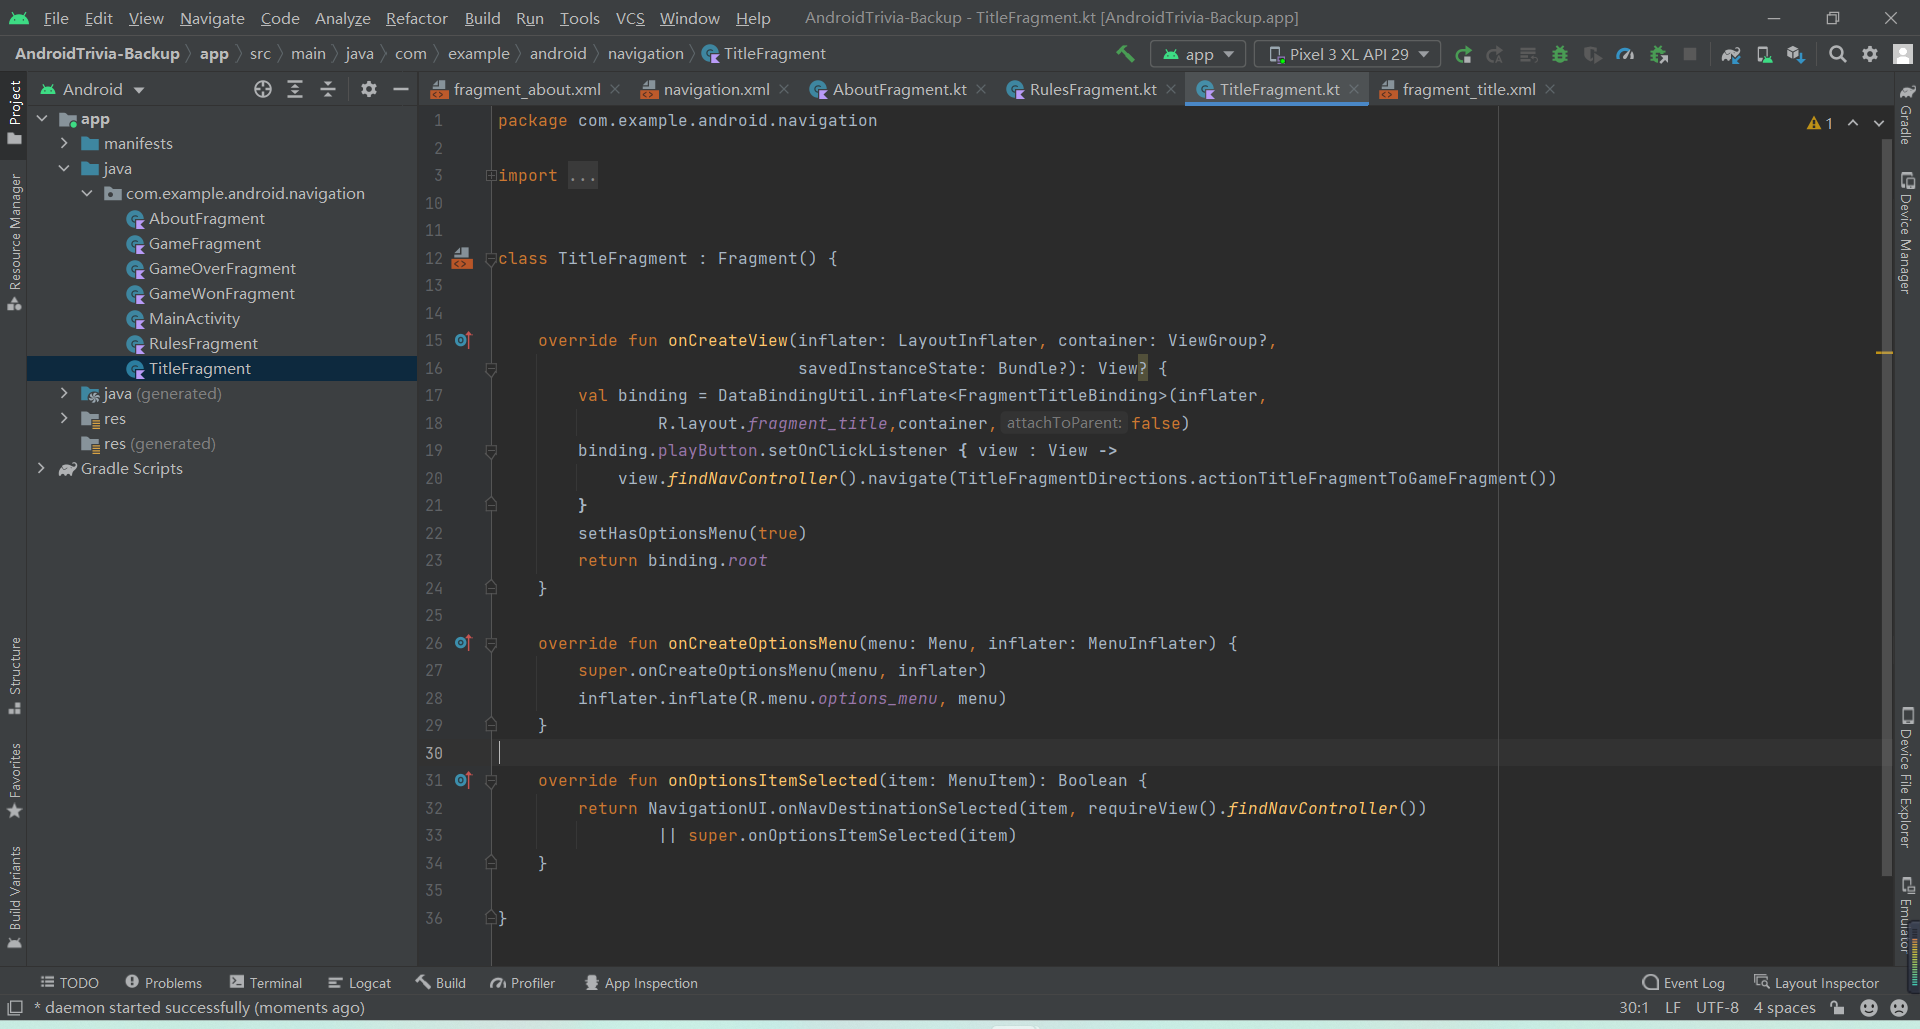 File Edit View Navigate Code Analyze Refactor Build Run Tools VCS Window Help AndroidTrivia-Backup - TitleFragment.kt [AndroidTrivia-Backup.app]
AndroidTrivia-Backup app src main java com example android navigation TitleFragment app Pixel 3 XL API 29
Android
fragment_about.xml navigation.xml AboutFragment.kt RulesFragment.kt TitleFragment.kt fragment_title.xml
Project
Resource Manager
Structure
Favorites
Build Variants
app
manifests
java
com.example.android.navigation
AboutFragment
GameFragment
GameOverFragment
GameWonFragment
MainActivity
RulesFragment
TitleFragment
java (generated)
res
res (generated)
Gradle Scripts
1 package com.example.android.navigation
2
3 import ...
10
11
12 class TitleFragment : Fragment() {
13
14
15 override fun onCreateView(inflater: LayoutInflater, container: ViewGroup?,
16 savedInstanceState: Bundle?): View? {
17 val binding = DataBindingUtil.inflate<FragmentTitleBinding>(inflater,
18 R.layout.fragment_title,container, attachToParent: false)
19 binding.playButton.setOnClickListener { view : View ->
20 view.findNavController().navigate(TitleFragmentDirections.actionTitleFragmentToGameFragment())
21 }
22 setHasOptionsMenu(true)
23 return binding.root
24 }
25
26 override fun onCreateOptionsMenu(menu: Menu, inflater: MenuInflater) {
27 super.onCreateOptionsMenu(menu, inflater)
28 inflater.inflate(R.menu.options_menu, menu)
29 }
30
31 override fun onOptionsItemSelected(item: MenuItem): Boolean {
32 return NavigationUI.onNavDestinationSelected(item, requireView().findNavController())
33 || super.onOptionsItemSelected(item)
34 }
35
36 }
1
Gradle
Device Manager
Device File Explorer
Emulator
TODO Problems Terminal Logcat Build Profiler App Inspection Event Log Layout Inspector
* daemon started successfully (moments ago) 30:1 LF UTF-8 4 spaces